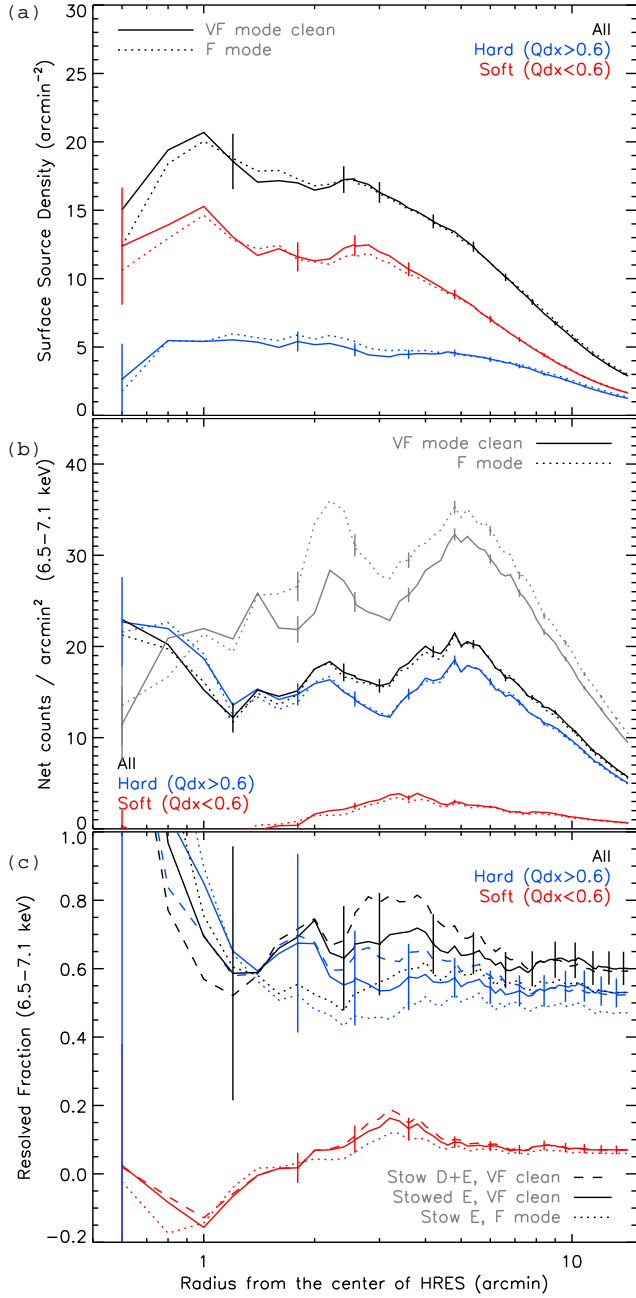 (a)
VF mode clean
F mode
All
Hard (Qdx>0.6)
Soft (Qdx<0.6)
Surface Source Density (arcmin⁻²)
30
25
20
15
10
5
0
(b)
VF mode clean
F mode
Net counts / arcmin² (6.5–7.1 keV)
40
30
20
10
0
All
Hard (Qdx>0.6)
Soft (Qdx<0.6)
(c)
All
Hard (Qdx>0.6)
Soft (Qdx<0.6)
Resolved Fraction (6.5–7.1 keV)
1.0
0.8
0.6
0.4
0.2
0.0
−0.2
Stow D+E, VF clean
Stowed E, VF clean
Stow E, F mode
1
10
Radius from the center of HRES (arcmin)